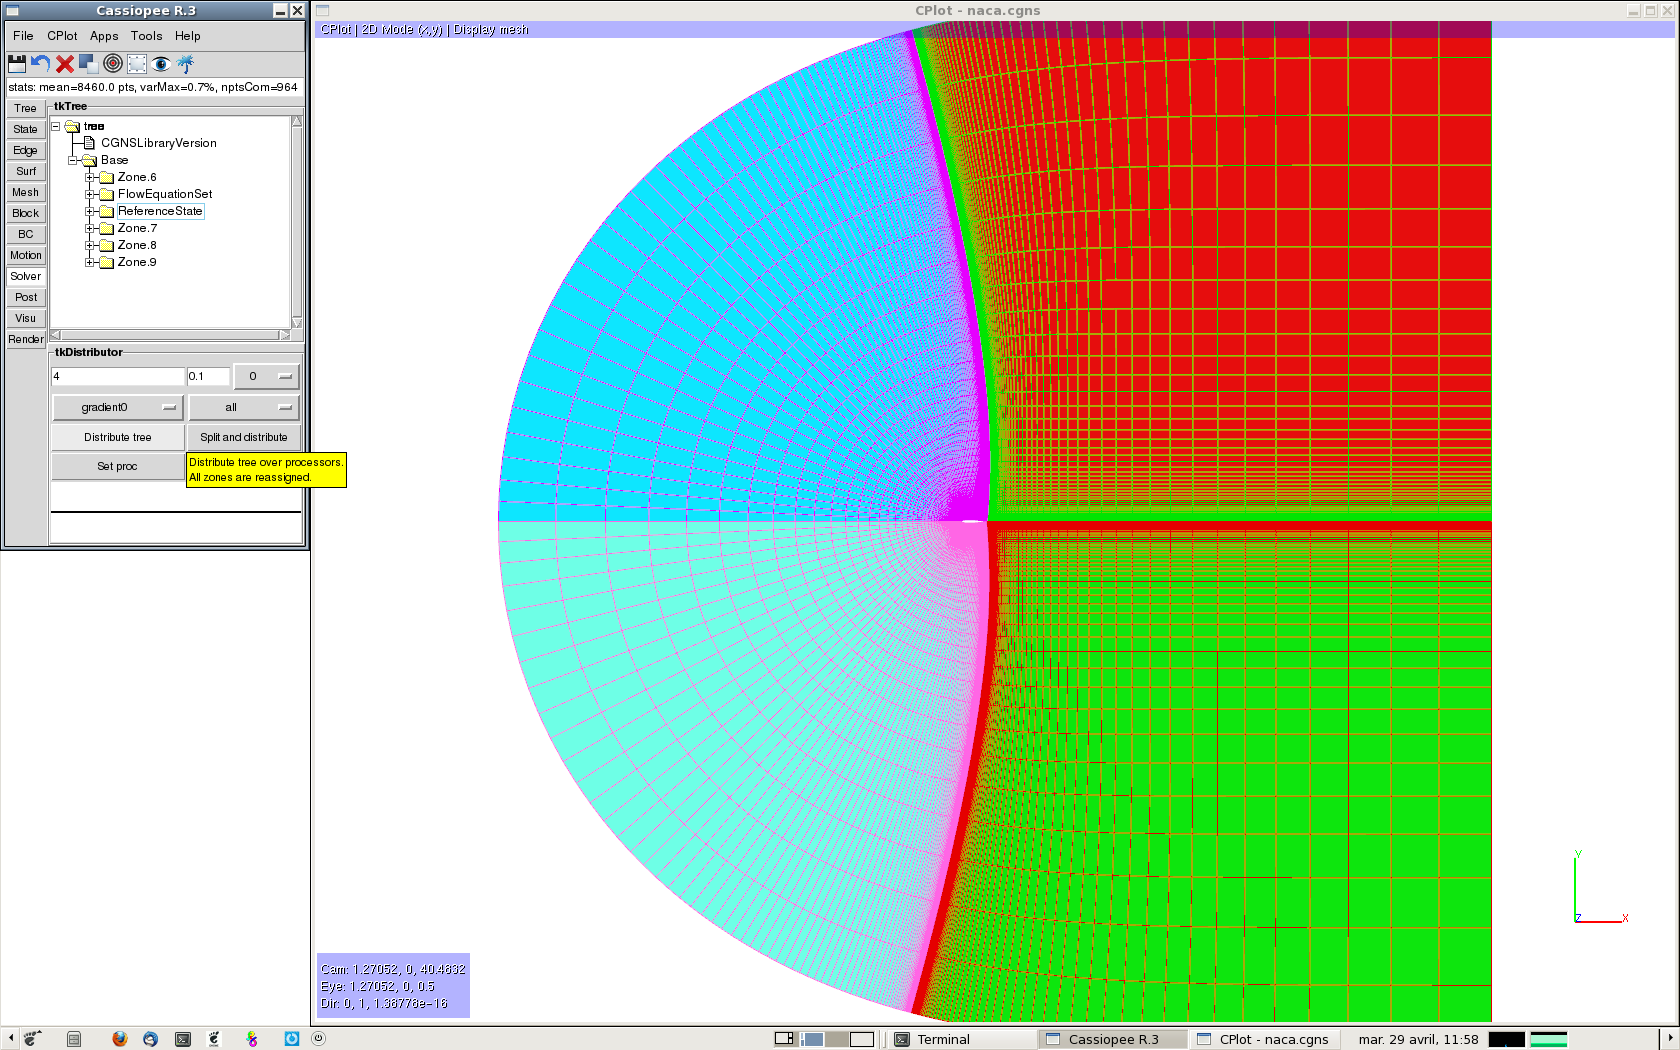 Cassiopee R.3
File CPlot Apps Tools Help
stats: mean=8460.0 pts, varMax=0.7%, nptsCom=964
Tree
State
Edge
Surf
Mesh
Block
BC
Motion
Solver
Post
Visu
Render
tkTree
tree
CGNSLibraryVersion
Base
Zone.6
FlowEquationSet
ReferenceState
Zone.7
Zone.8
Zone.9
tkDistributor
4 0.1 0
gradient0 all
Distribute tree Split and distribute
Set proc
Distribute tree over processors.
All zones are reassigned.
CPlot - naca.cgns
CPlot | 2D Mode (x,y) | Display mesh
Cam: 1.27052, 0, 40.4832
Eye: 1.27052, 0, 0.5
Dir: 0, 1, 1.38778e-16
Y
Z
X
Terminal
Cassiopee R.3
CPlot - naca.cgns
mar. 29 avril, 11:58